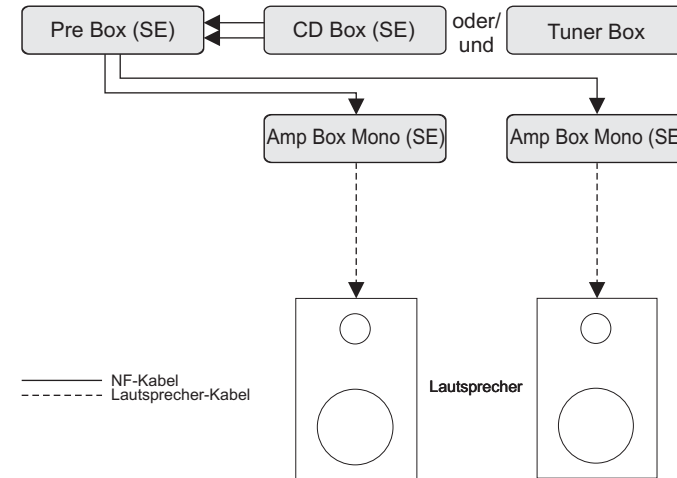 Pre Box (SE)
CD Box (SE)
oder/
und
Tuner Box
Amp Box Mono (SE)
Amp Box Mono (SE
NF-Kabel
Lautsprecher-Kabel
Lautsprecher